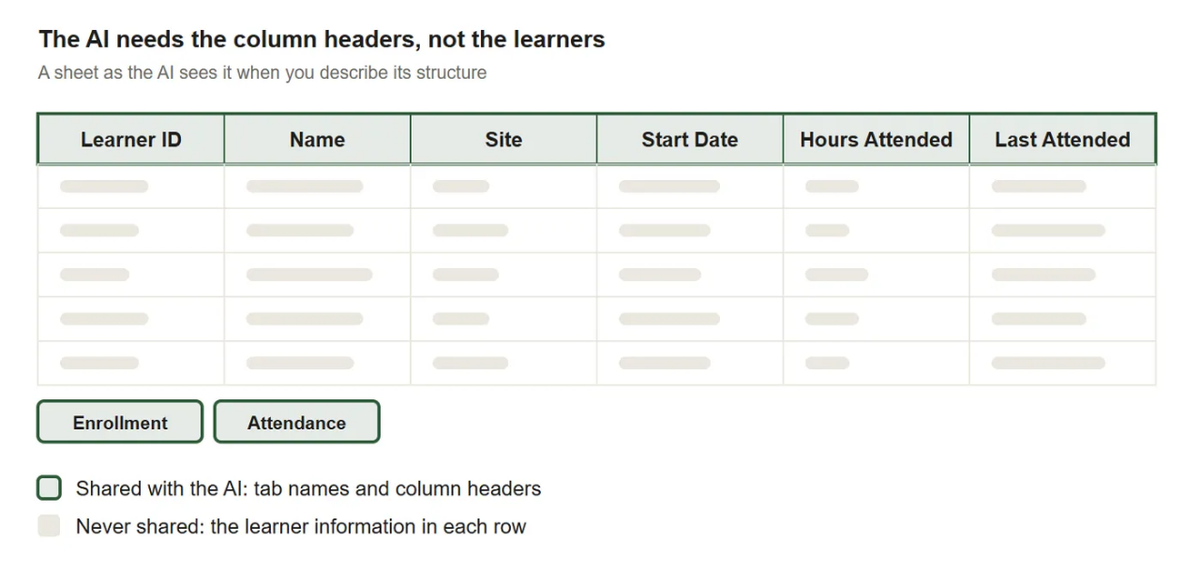 The AI needs the column headers, not the learners
A sheet as the AI sees it when you describe its structure
Learner ID Name Site Start Date Hours Attended Last Attended
Enrollment Attendance
Shared with the AI: tab names and column headers
Never shared: the learner information in each row